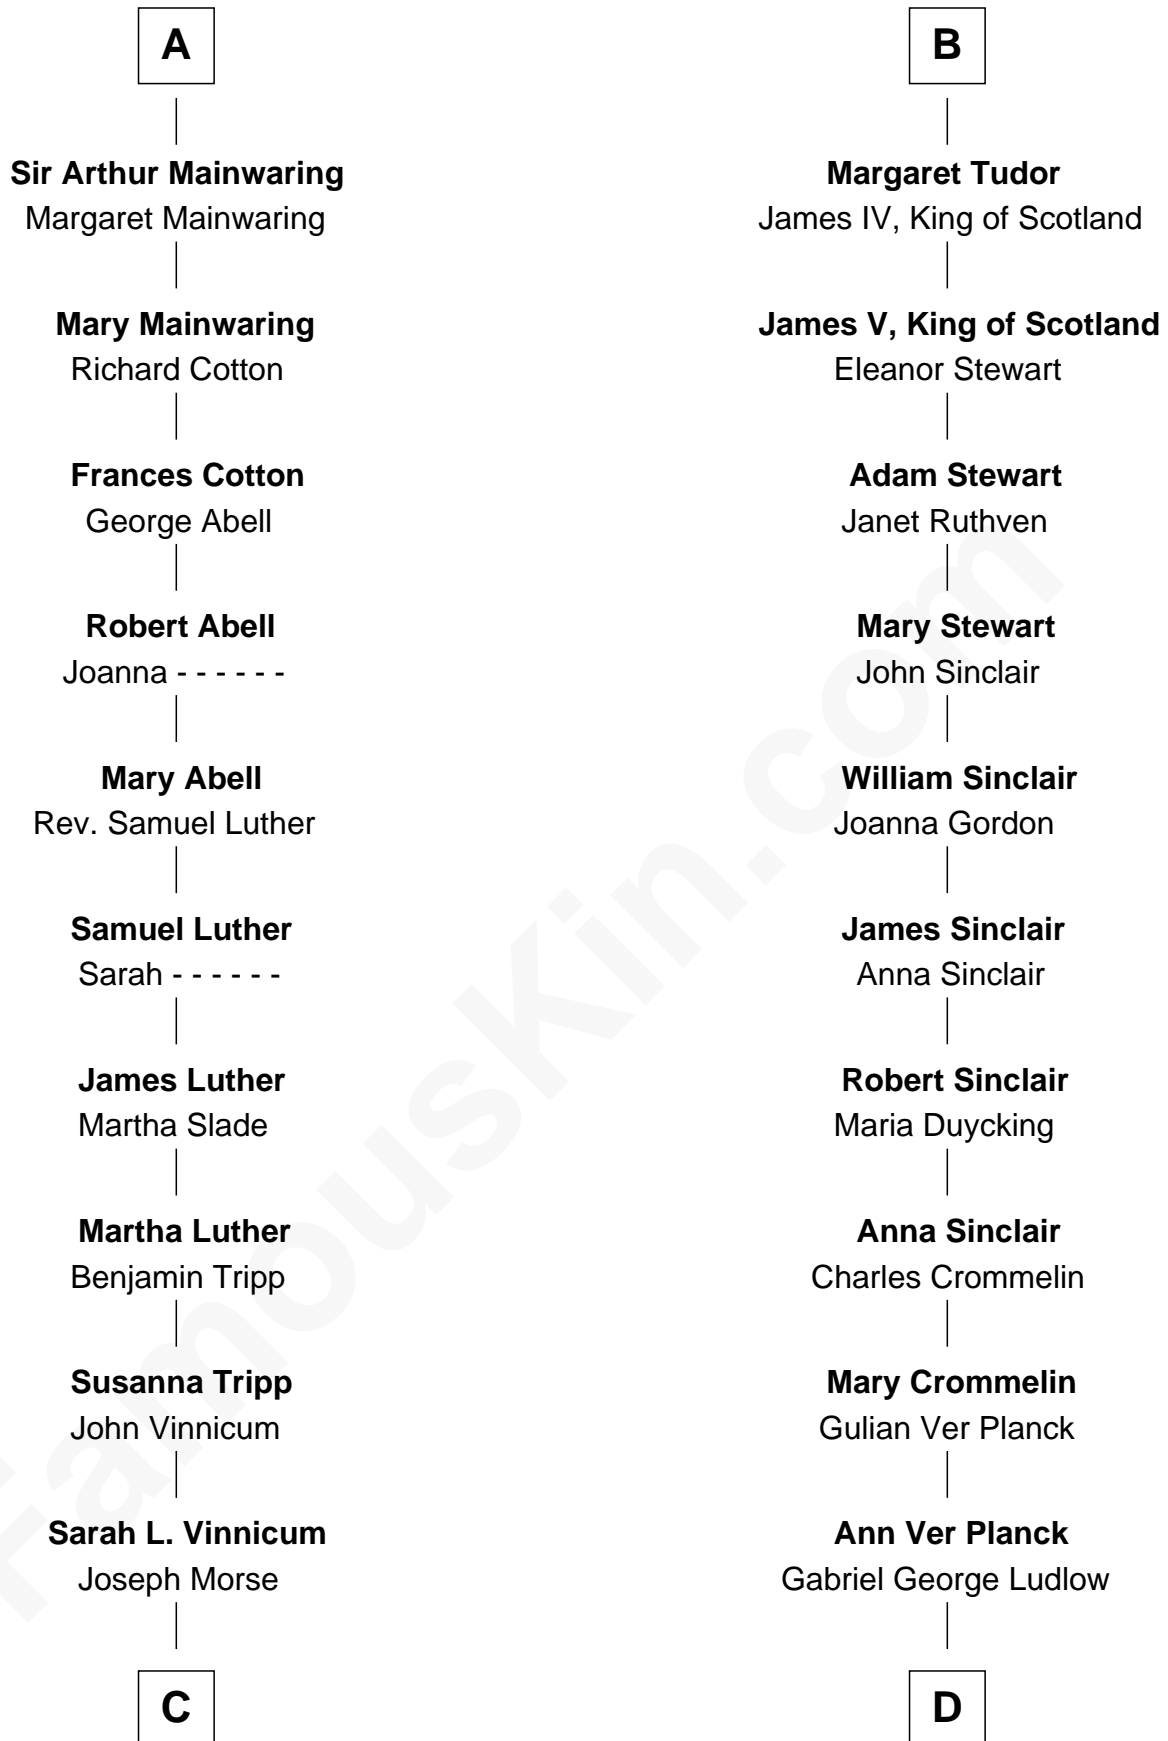 A
Sir Arthur Mainwaring
Margaret Mainwaring
Mary Mainwaring
Richard Cotton
Frances Cotton
George Abell
Robert Abell
Joanna - - - - - -
Mary Abell
Rev. Samuel Luther
Samuel Luther
Sarah - - - - - -
James Luther
Martha Slade
Martha Luther
Benjamin Tripp
Susanna Tripp
John Vinnicum
Sarah L. Vinnicum
Joseph Morse
C
B
Margaret Tudor
James IV, King of Scotland
James V, King of Scotland
Eleanor Stewart
Adam Stewart
Janet Ruthven
Mary Stewart
John Sinclair
William Sinclair
Joanna Gordon
James Sinclair
Anna Sinclair
Robert Sinclair
Maria Duycking
Anna Sinclair
Charles Crommelin
Mary Crommelin
Gulian Ver Planck
Ann Ver Planck
Gabriel George Ludlow
D
FamousKin.com